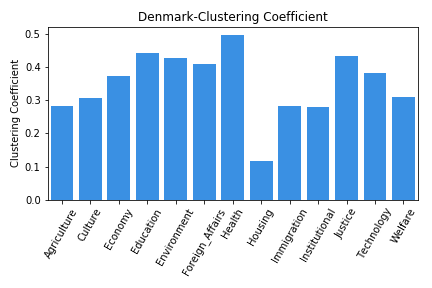 Denmark-Clustering Coefficient
Clustering Coefficient
0.5
0.4
0.3
0.2
0.1
0.0
Agriculture
Culture
Economy
Education
Environment
Foreign_Affairs
Health
Housing
Immigration
Institutional
Justice
Technology
Welfare